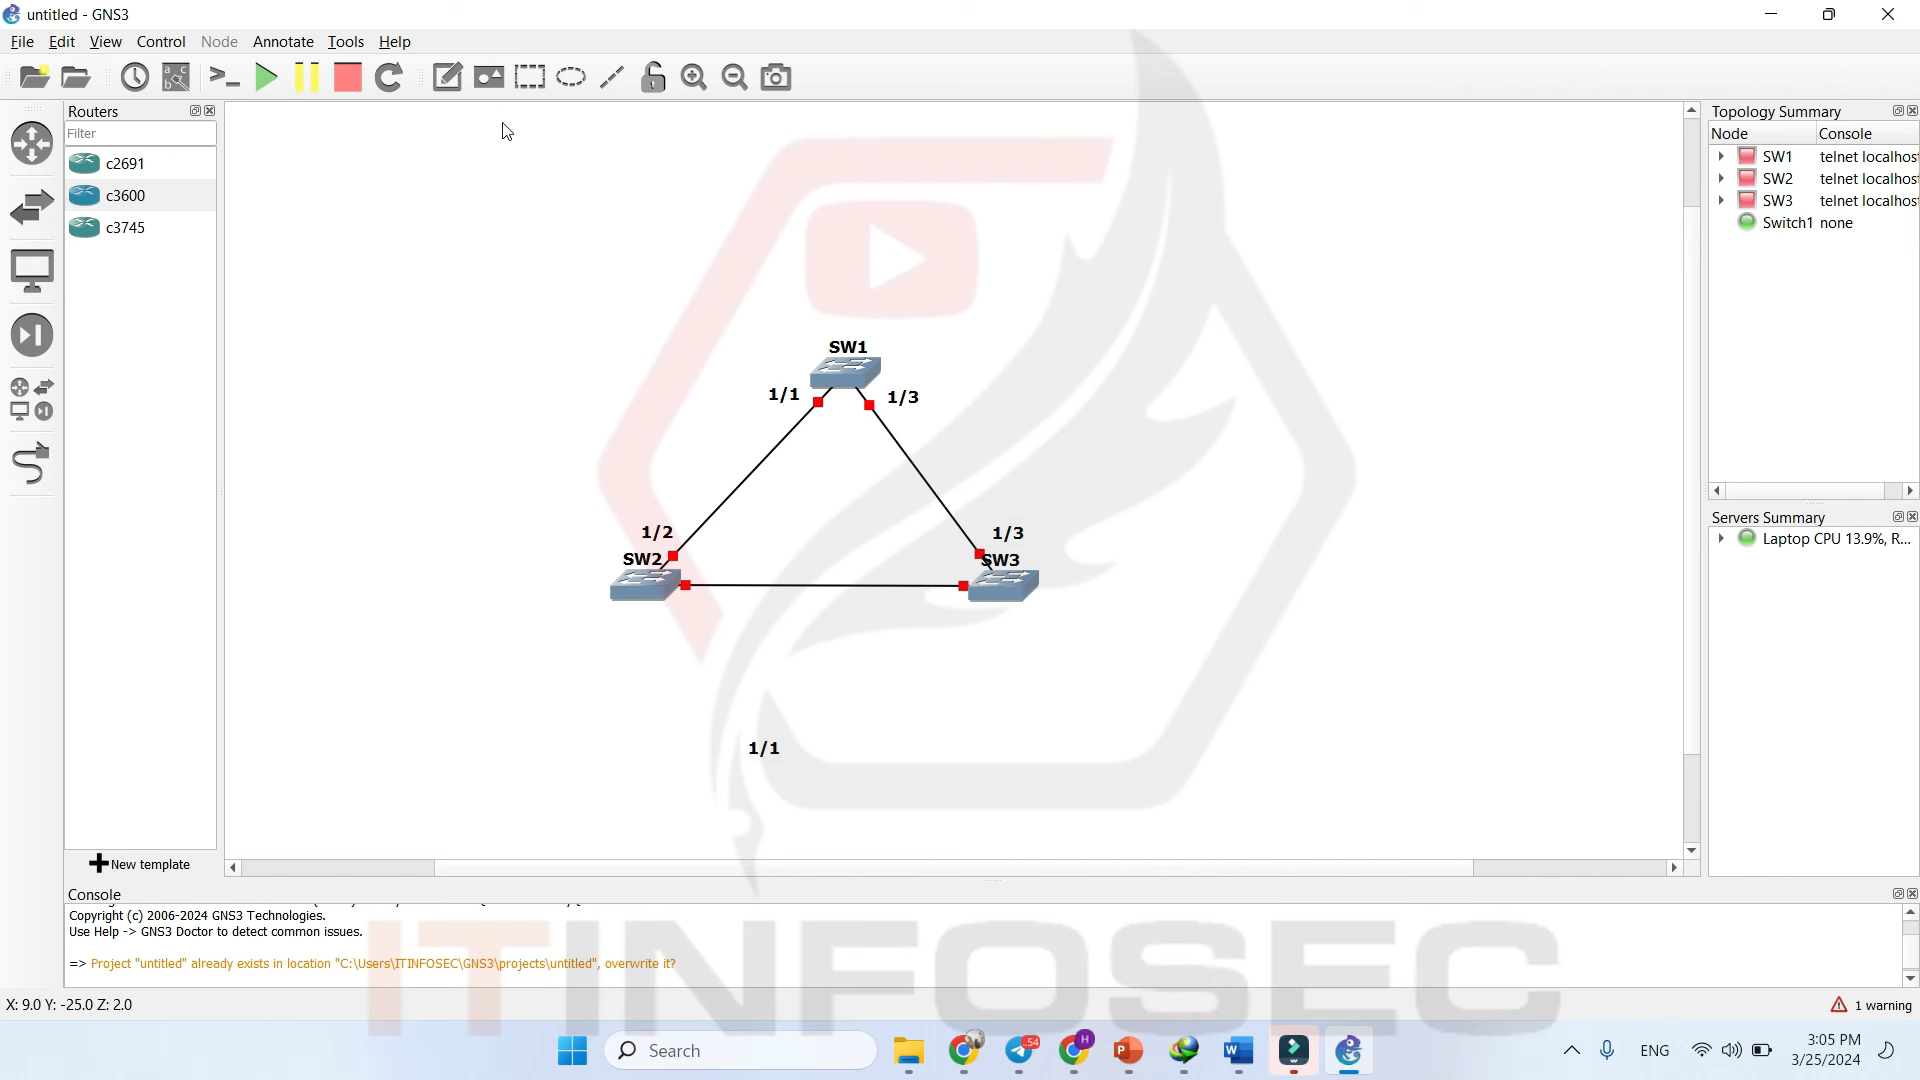 untitled - GNS3
File Edit View Control Node Annotate Tools Help
Routers
Filter
c2691
c3600
c3745
New template
SW1
1/1
1/3
1/2
SW2
1/3
SW3
1/1
Topology Summary
Node Console
SW1 telnet localhos
SW2 telnet localhos
SW3 telnet localhos
Switch1 none
Servers Summary
Laptop CPU 13.9%, R...
Console
Copyright (c) 2006-2024 GNS3 Technologies.
Use Help -> GNS3 Doctor to detect common issues.
=> Project "untitled" already exists in location "C:\Users\ITINFOSEC\GNS3\projects\untitled", overwrite it?
ITINFOSEC
X: 9.0 Y: -25.0 Z: 2.0
1 warning
Search
ENG
3:05 PM
3/25/2024